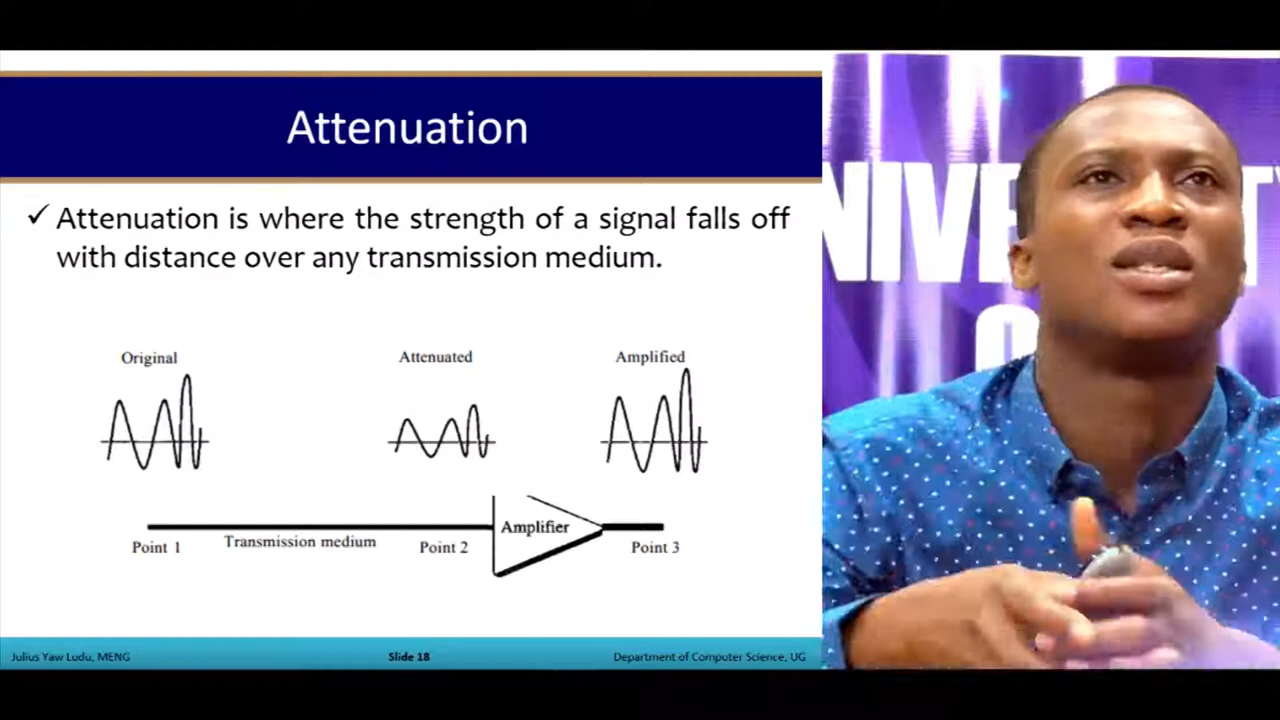 Attenuation
✓ Attenuation is where the strength of a signal falls off
with distance over any transmission medium.
Original
Attenuated
Amplified
Amplifier
Point 1
Transmission medium
Point 2
Point 3
Julius Yaw Ludu, MENG
Slide 18
Department of Computer Science, UG